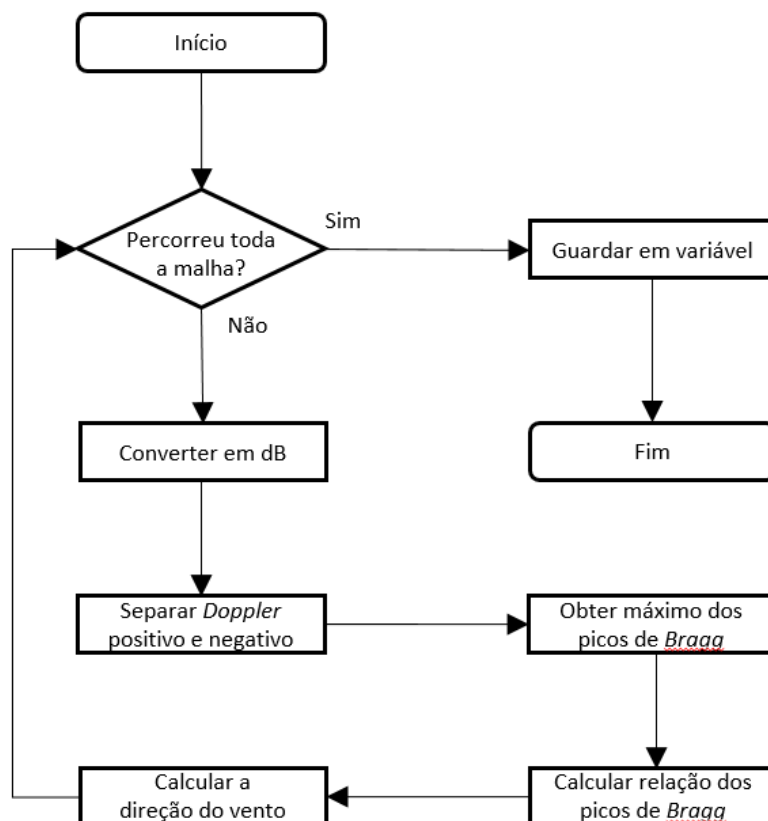 Início
Percorreu toda
a malha?
Sim
Guardar em variável
Não
Converter em dB
Fim
Separar Doppler
positivo e negativo
Obter máximo dos
picos de Bragg
Calcular a
direção do vento
Calcular relação dos
picos de Bragg